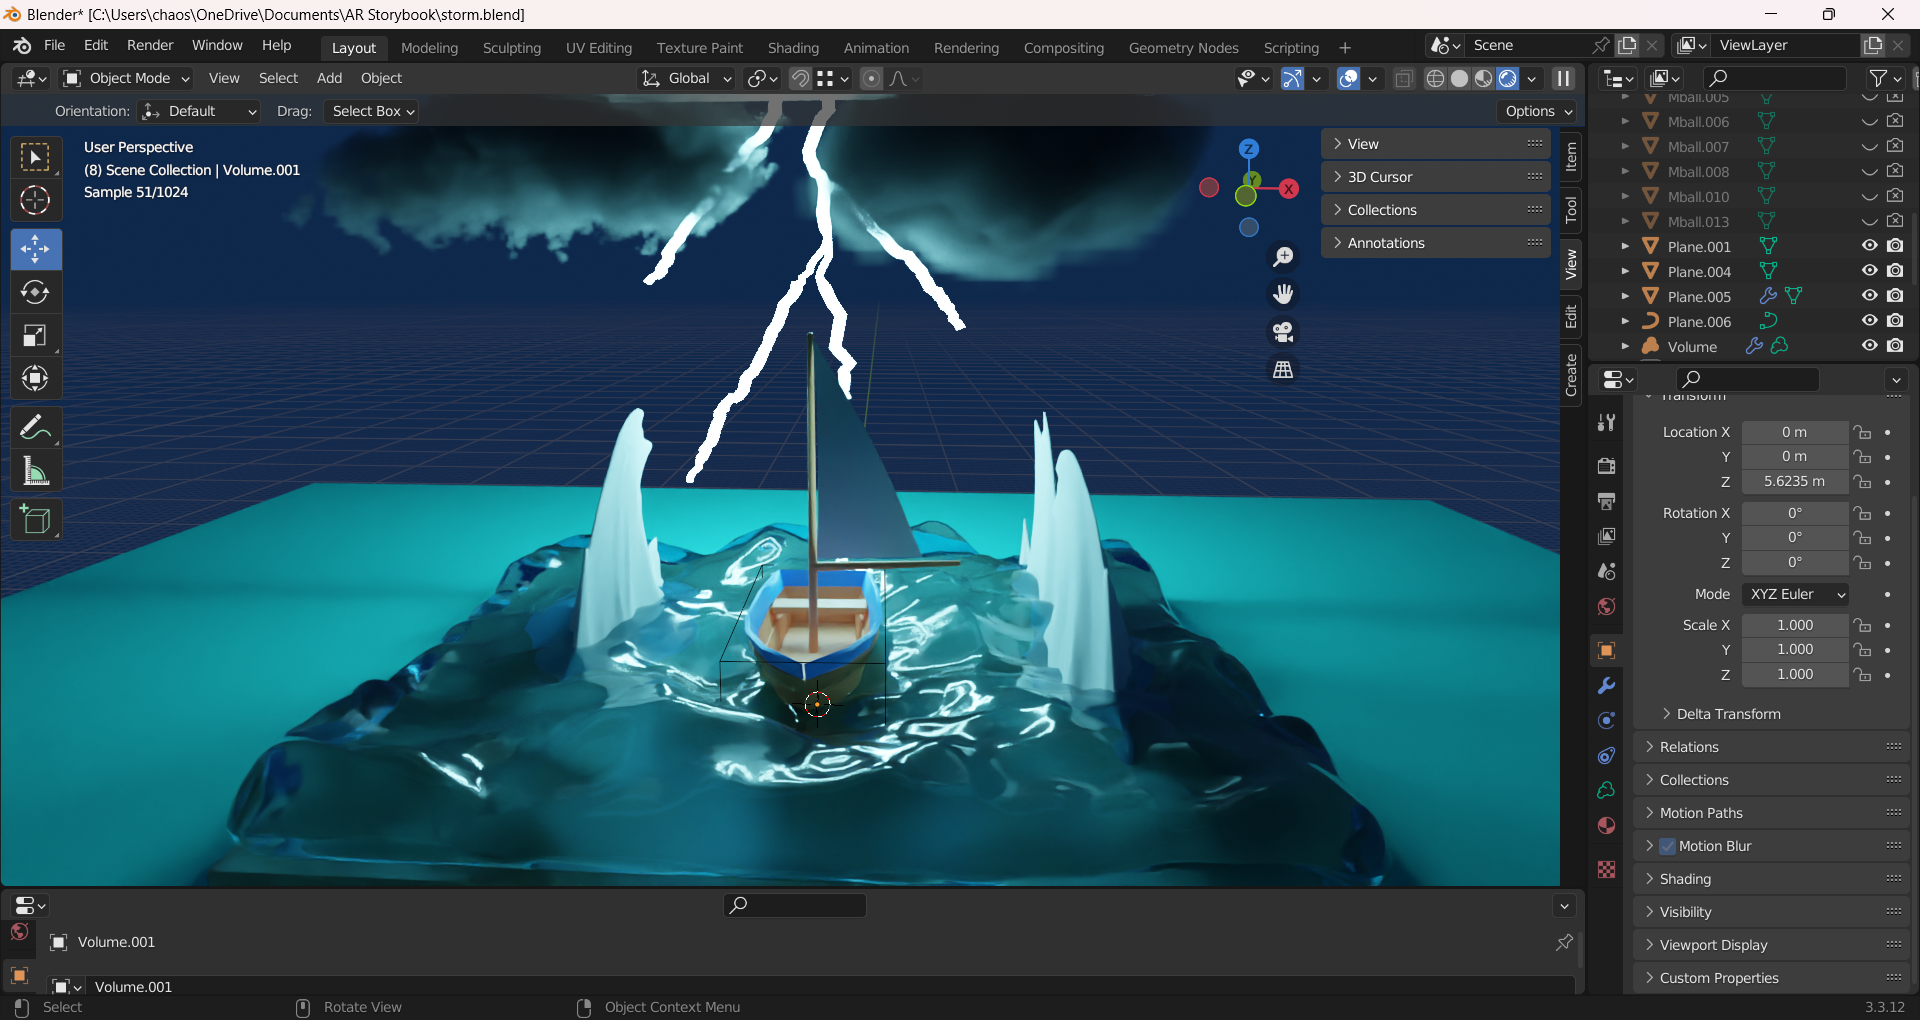 Blender* [C:\Users\chaos\OneDrive\Documents\AR Storybook\storm.blend]
File Edit Render Window Help Layout Modeling Sculpting UV Editing Texture Paint Shading Animation Rendering Compositing Geometry Nodes Scripting + Scene ViewLayer
Object Mode View Select Add Object Global
Orientation: Default Drag: Select Box Options
User Perspective
(8) Scene Collection | Volume.001
Sample 51/1024
Z
Y
X
View
3D Cursor
Collections
Annotations
Item
Tool
View
Edit
Create
Mball.005
Mball.006
Mball.007
Mball.008
Mball.010
Mball.013
Plane.001
Plane.004
Plane.005
Plane.006
Volume
Transform
Location X 0 m
Y 0 m
Z 5.6235 m
Rotation X 0°
Y 0°
Z 0°
Mode XYZ Euler
Scale X 1.000
Y 1.000
Z 1.000
Delta Transform
Relations
Collections
Motion Paths
Motion Blur
Shading
Visibility
Viewport Display
Custom Properties
Volume.001
Volume.001
Select Rotate View Object Context Menu 3.3.12